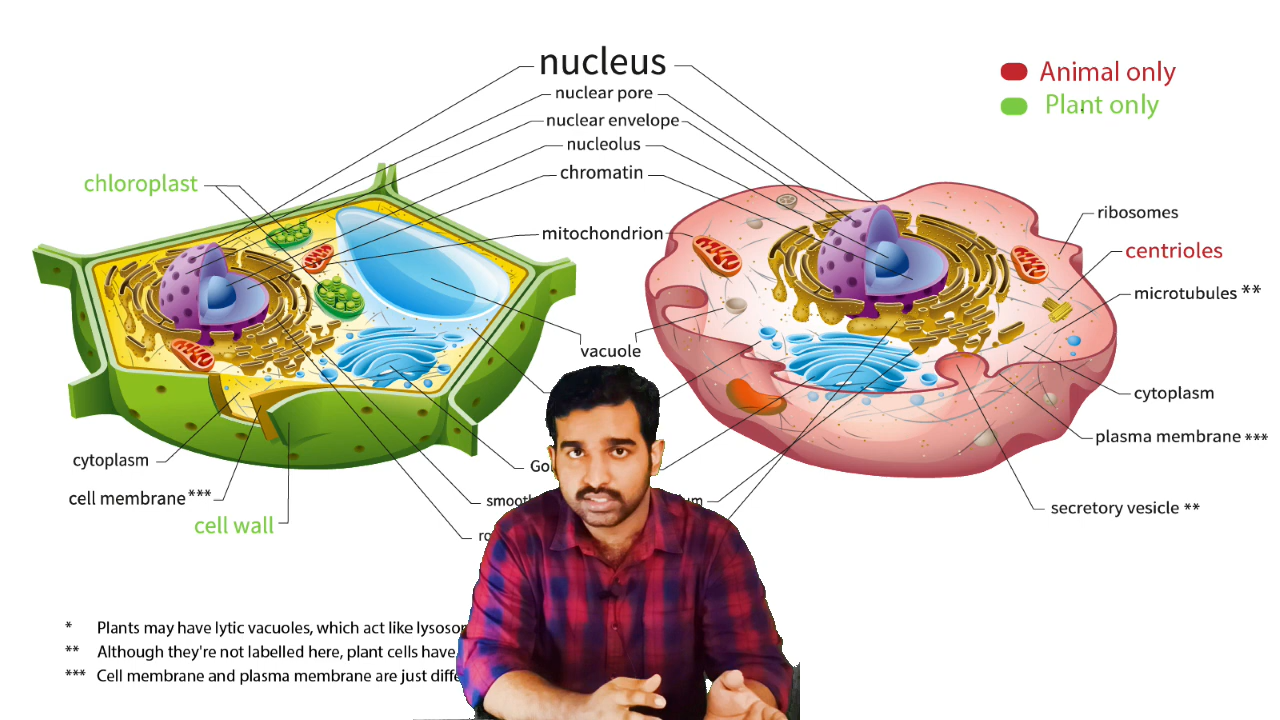 nucleus
nuclear pore
nuclear envelope
nucleolus
chromatin
mitochondrion
vacuole
Animal only
Plant only
chloroplast
ribosomes
centrioles
microtubules **
cytoplasm
plasma membrane ***
secretory vesicle **
cytoplasm
cell membrane ***
cell wall
* Plants may have lytic vacuoles, which act like
** Although they're not labelled here, plant cells have
*** Cell membrane and plasma membrane are just